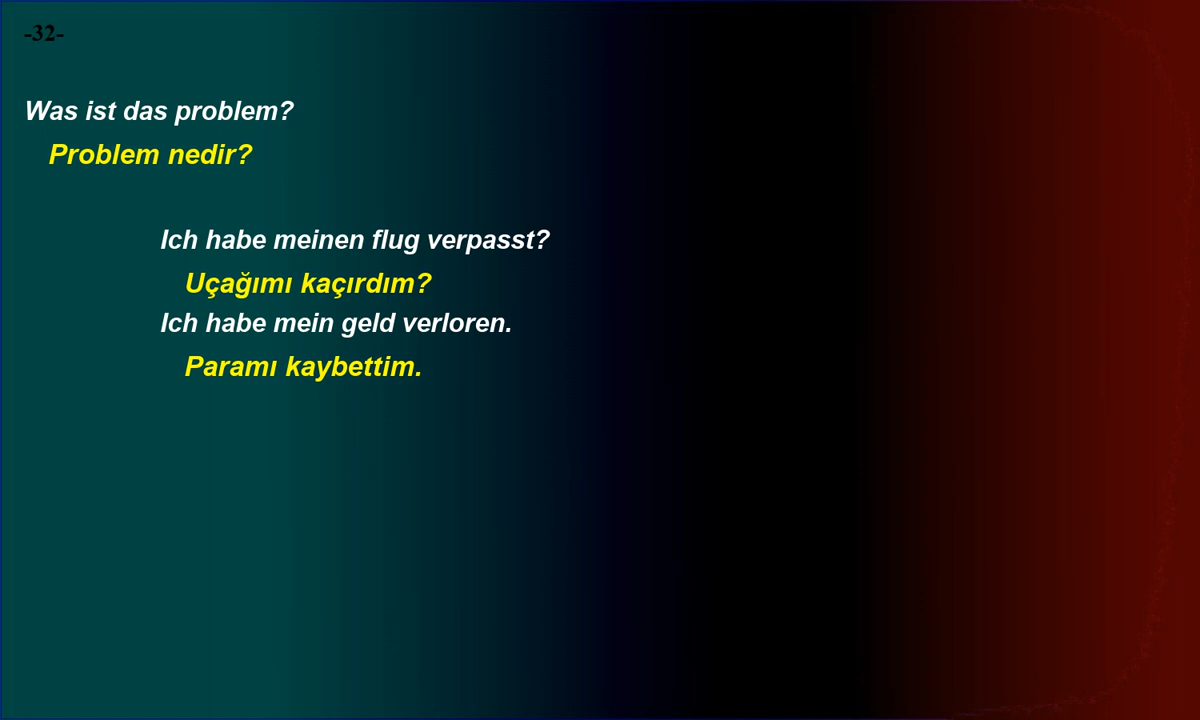 -32-
Was ist das problem?
Problem nedir?
Ich habe meinen flug verpasst?
Uçağımı kaçırdım?
Ich habe mein geld verloren.
Paramı kaybettim.